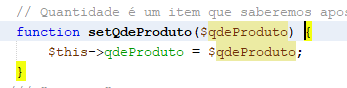 // Quantidade é um item que saberemos apos
function setQdeProduto($qdeProduto) {
$this->qdeProduto = $qdeProduto;
}